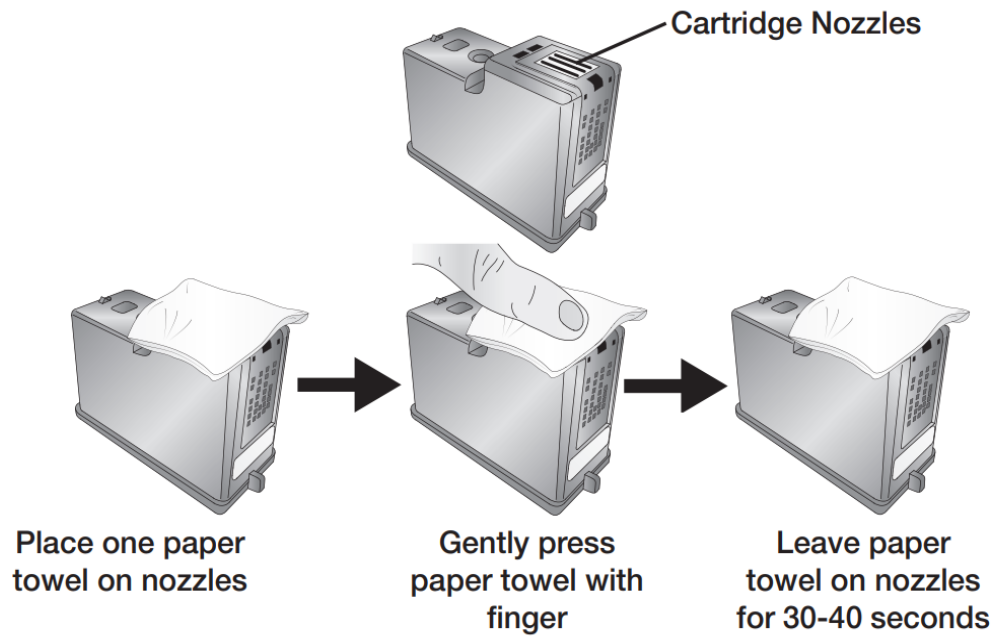 Cartridge Nozzles
Place one paper
towel on nozzles
Gently press
paper towel with
finger
Leave paper
towel on nozzles
for 30-40 seconds